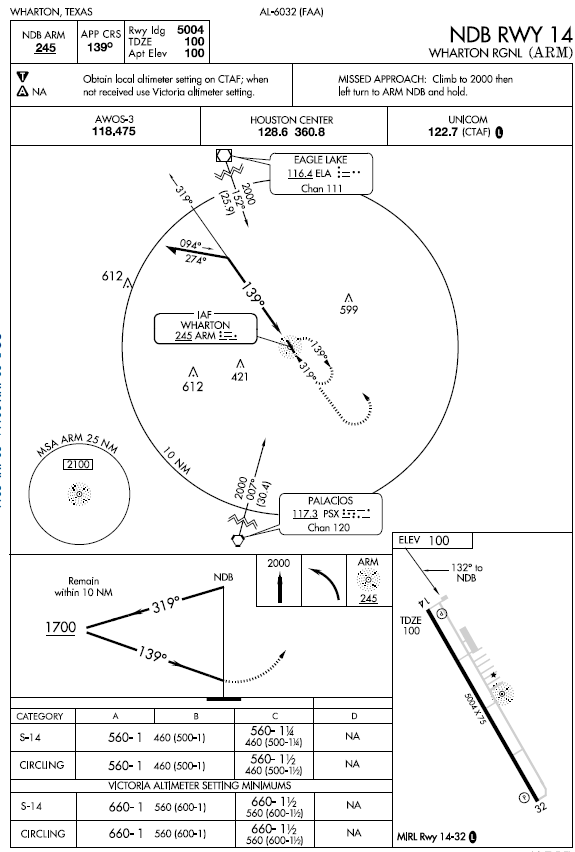 WHARTON, TEXAS
AL-6032 (FAA)
NDB ARM
245
APP CRS
139°
Rwy ldg 5004
TDZE 100
Apt Elev 100
NDB RWY 14
WHARTON RGNL (ARM)
T
A NA
Obtain local altimeter setting on CTAF; when
not received use Victoria altimeter setting.
MISSED APPROACH: Climb to 2000 then
left turn to ARM NDB and hold.
AWOS-3
118.475
HOUSTON CENTER
128.6 360.8
UNICOM
122.7 (CTAF) L
EAGLE LAKE
116.4 ELA
Chan 111
2000
152°
(25.9)
319°
094°
274°
139°
612
599
IAF
WHARTON
245 ARM
139°
319°
612
421
10 NM
MSA ARM 25 NM
2100
2000
007°
(30.4)
PALACIOS
117.3 PSX
Chan 120
ELEV 100
132° to
NDB
14
TDZE
100
P
5004 X 75
P
32
MIRL Rwy 14-32 L
Remain
within 10 NM
NDB
1700
319°
139°
2000
ARM
245
CATEGORY A B C D
S-14 560-1 460 (500-1) 560-1¼ 460 (500-1¼) NA
CIRCLING 560-1 460 (500-1) 560-1½ 460 (500-1½) NA
VICTORIA ALTIMETER SETTING MINIMUMS
S-14 660-1 560 (600-1) 660-1½ 560 (600-1½) NA
CIRCLING 660-1 560 (600-1) 660-1½ 560 (600-1½) NA